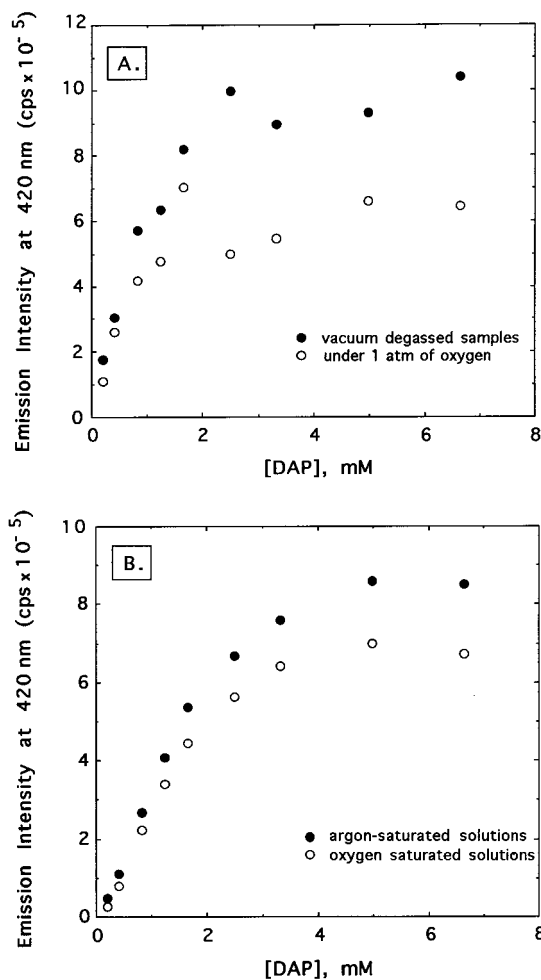 A.
Emission Intensity at 420 nm (cps x 10⁻⁵)
12
10
8
6
4
2
0
● vacuum degassed samples
○ under 1 atm of oxygen
0 2 4 6 8
[DAP], mM
B.
Emission Intensity at 420 nm (cps x 10⁻⁵)
10
8
6
4
2
0
● argon-saturated solutions
○ oxygen saturated solutions
0 2 4 6 8
[DAP], mM